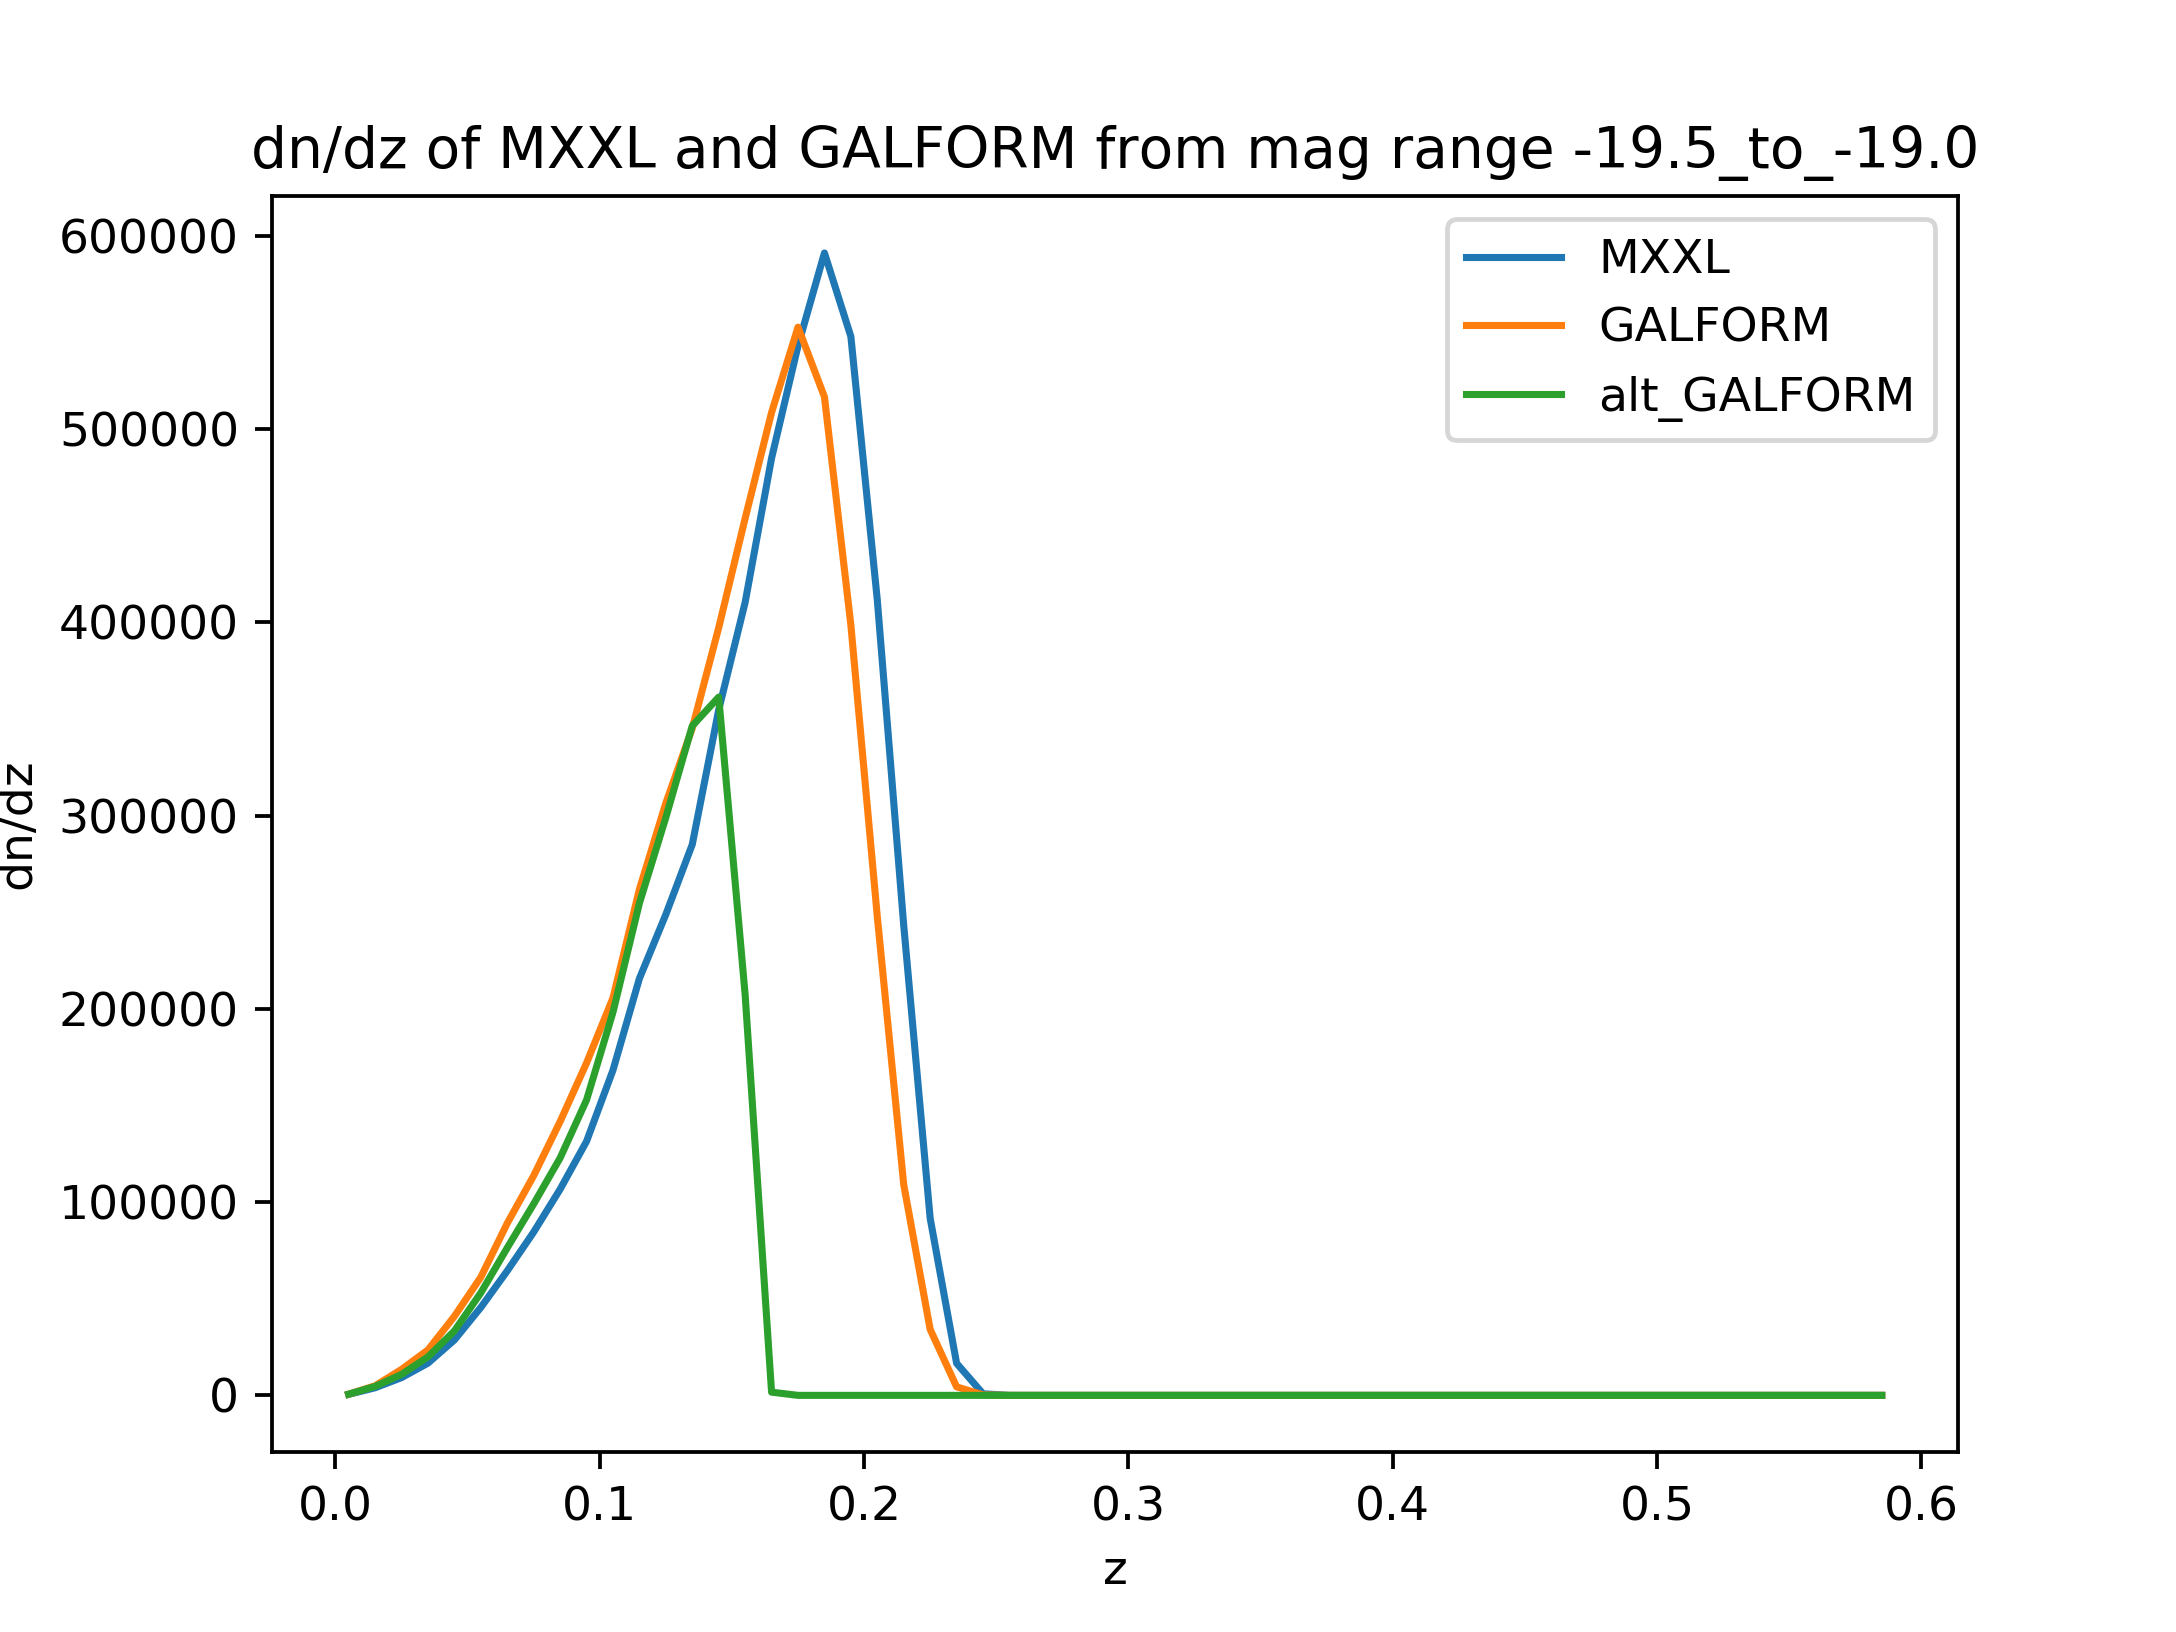 dn/dz of MXXL and GALFORM from mag range -19.5_to_-19.0
MXXL
GALFORM
alt_GALFORM
600000
500000
400000
300000
200000
100000
0
dn/dz
0.0 0.1 0.2 0.3 0.4 0.5 0.6
z